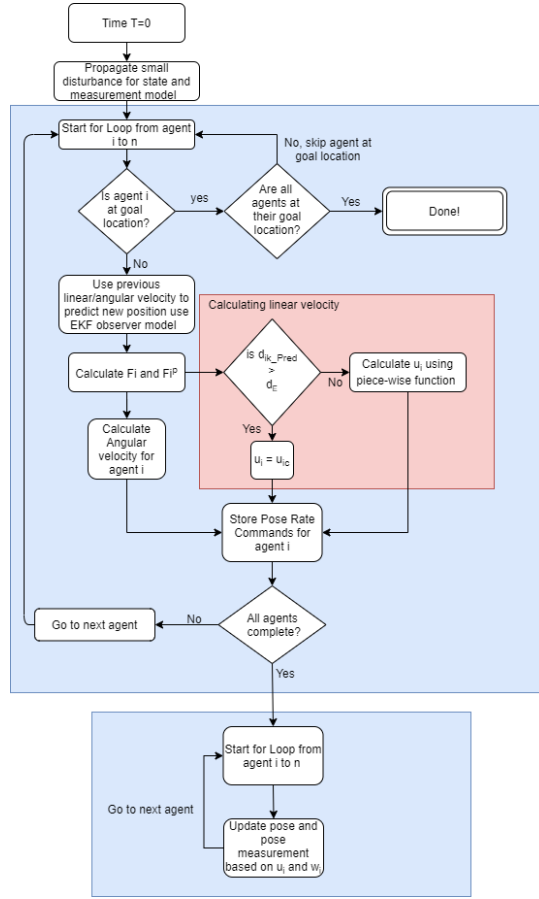 Time T=0
Propagate small
disturbance for state and
measurement model
Start for Loop from agent
i to n
No, skip agent at
goal location
Is agent i
at goal
location?
yes
Are all
agents at
their goal
location?
Yes
Done!
No
Use previous
linear/angular velocity to
predict new position use
EKF observer model
Calculating linear velocity
Calculate Fi and Fiᵖ
is d_ik_Pred
>
d_ε
No
Calculate u_i using
piece-wise function
Calculate
Angular
velocity for
agent i
Yes
u_i = u_ic
Store Pose Rate
Commands for
agent i
Go to next agent
No
All agents
complete?
Yes
Start for Loop from
agent i to n
Go to next agent
Update pose and
pose
measurement
based on u_i and w_i